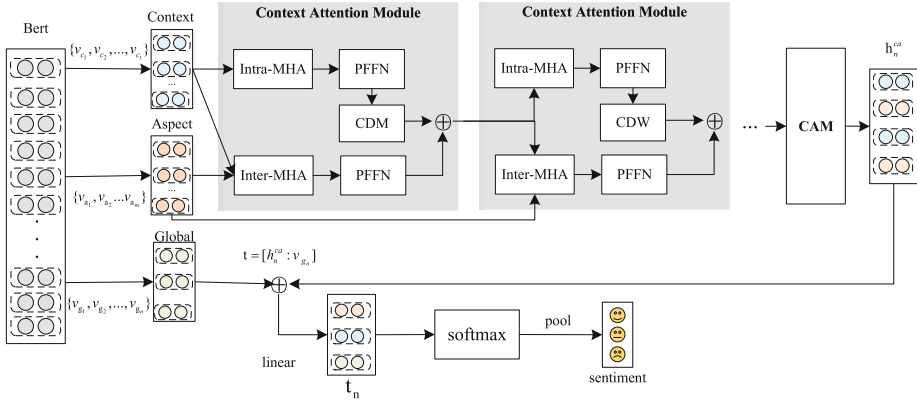 Bert
{v_{c_1}, v_{c_2}, ..., v_{c_t}}
Context
...
Context Attention Module
Intra-MHA
PFFN
CDM
Inter-MHA
PFFN
Context Attention Module
Intra-MHA
PFFN
CDW
Inter-MHA
PFFN
...
CAM
h_n^{ca}
Aspect
...
{v_{a_1}, v_{a_2} ... v_{a_m}}
Global
{v_{g_1}, v_{g_2}, ..., v_{g_n}}
t = [h_n^{ca} : v_{g_n}]
linear
t_n
softmax
pool
sentiment